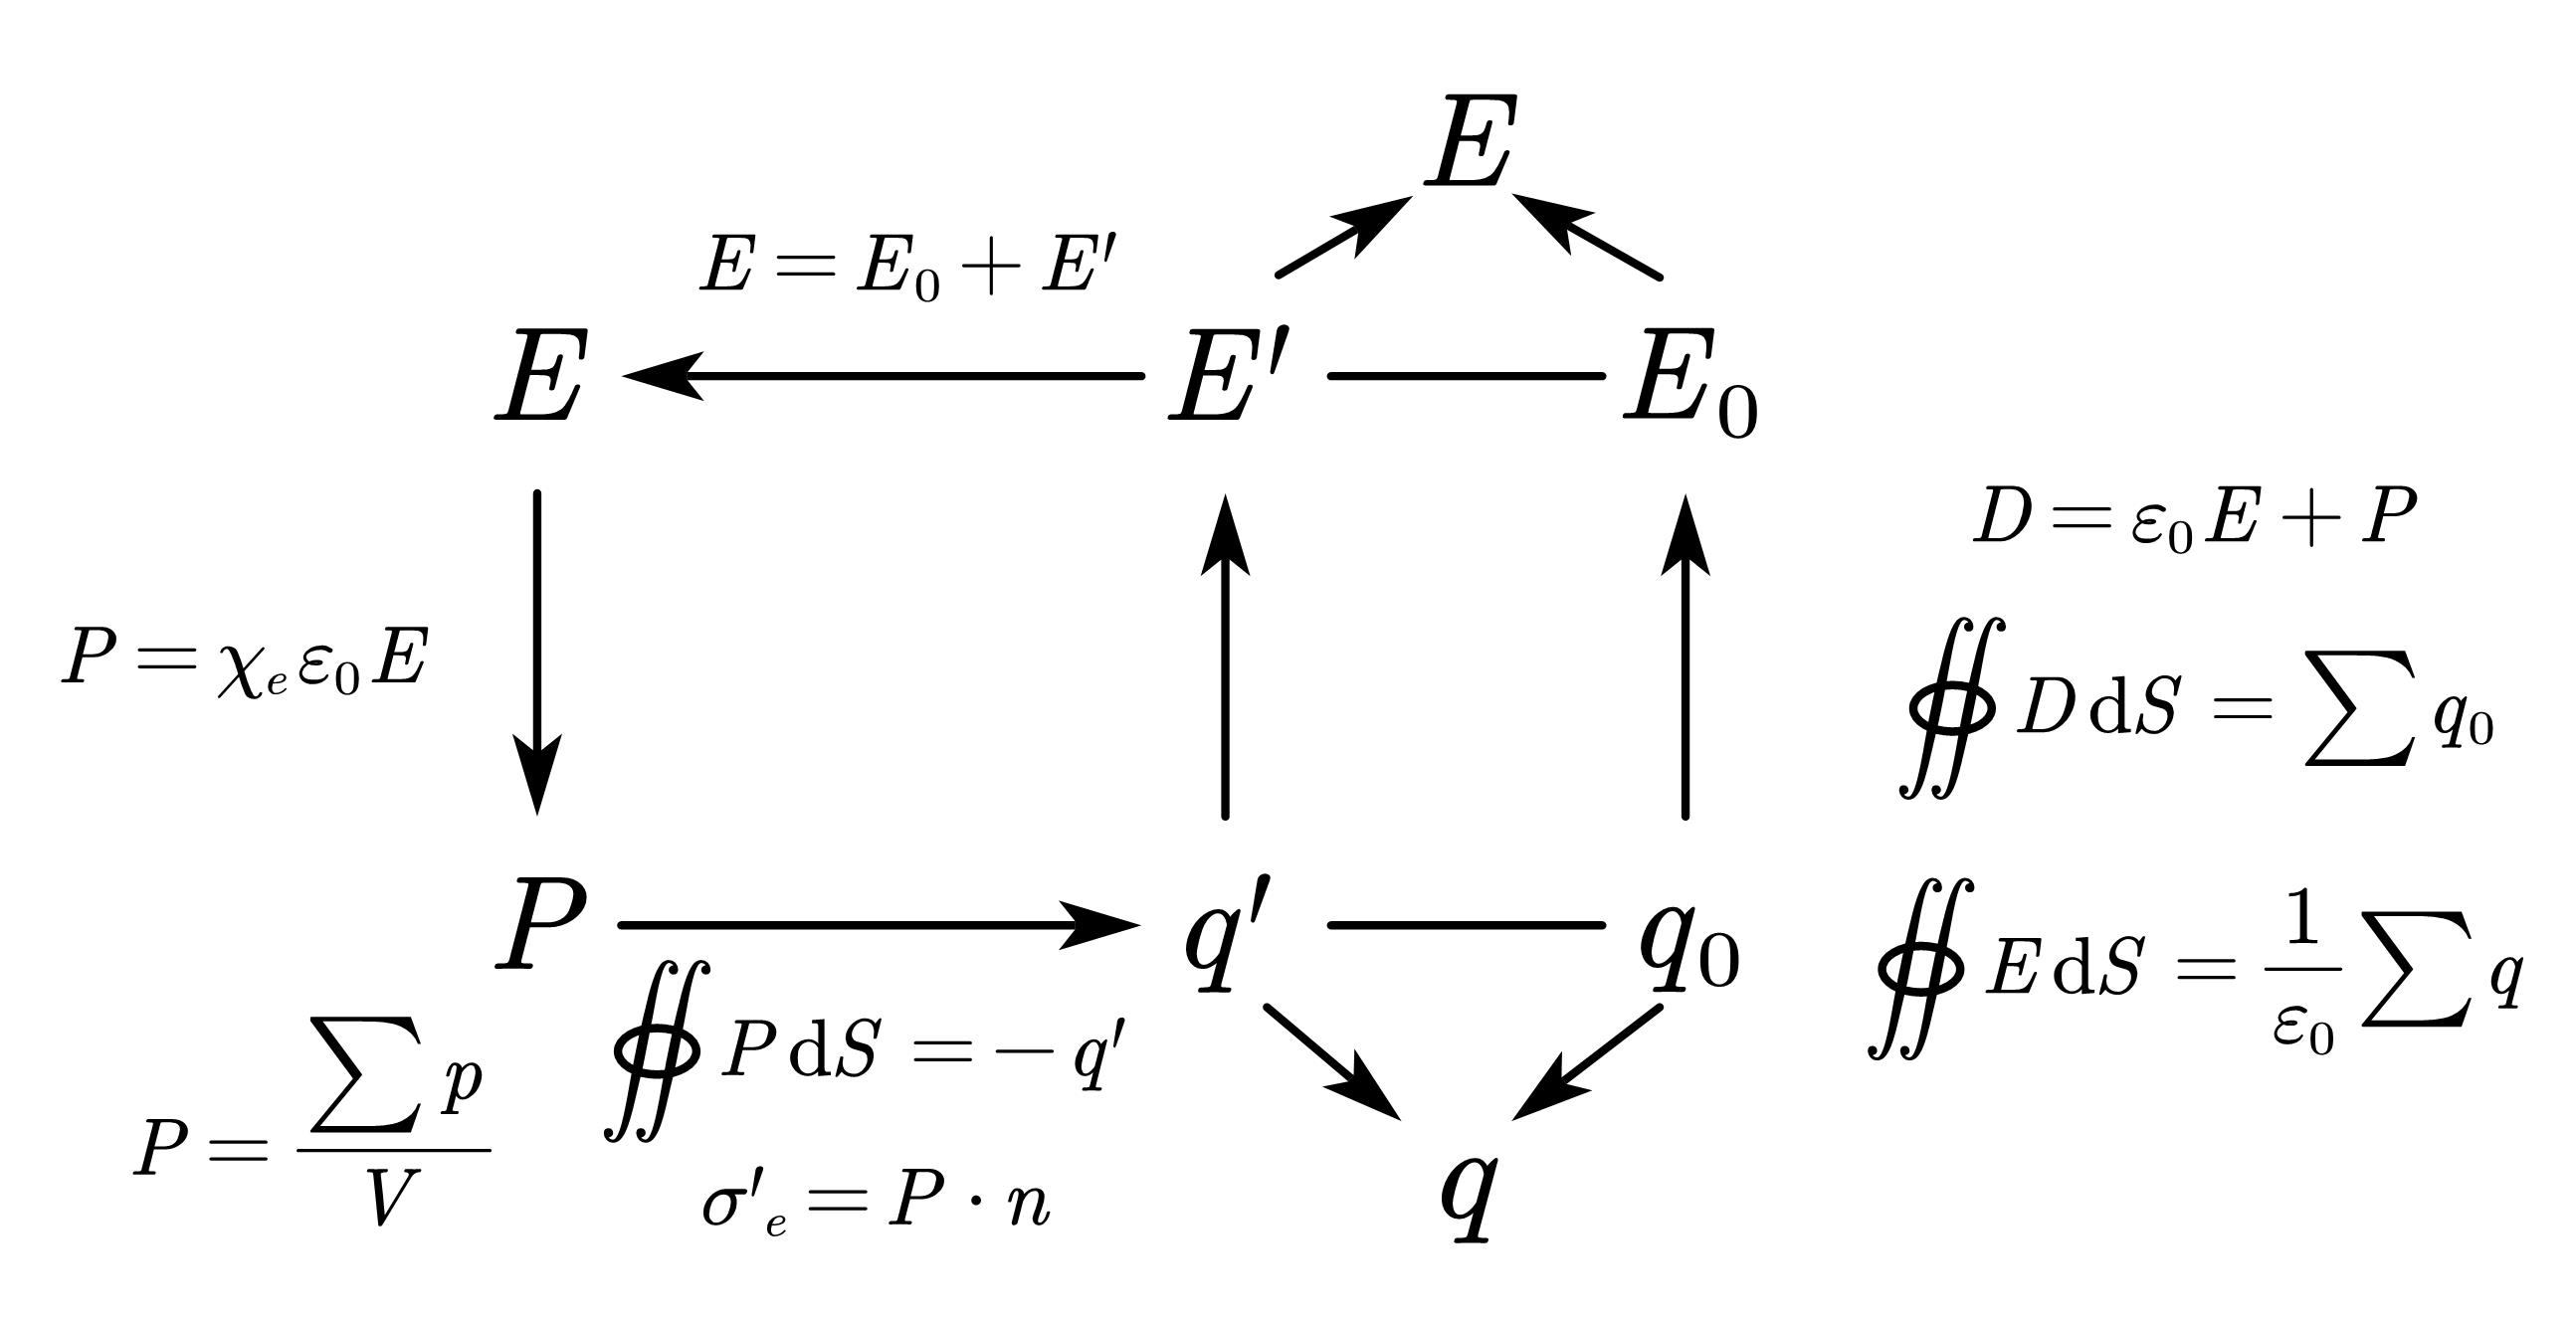 E
E = E₀ + E′
E E′ E₀
D = ε₀E + P
P = χₑε₀E
∯ D dS = ∑ q₀
P q′ q₀
∯ E dS = 1/ε₀ ∑ q
∯ P dS = − q′
P = ∑ p / V
σ′ₑ = P · n
q